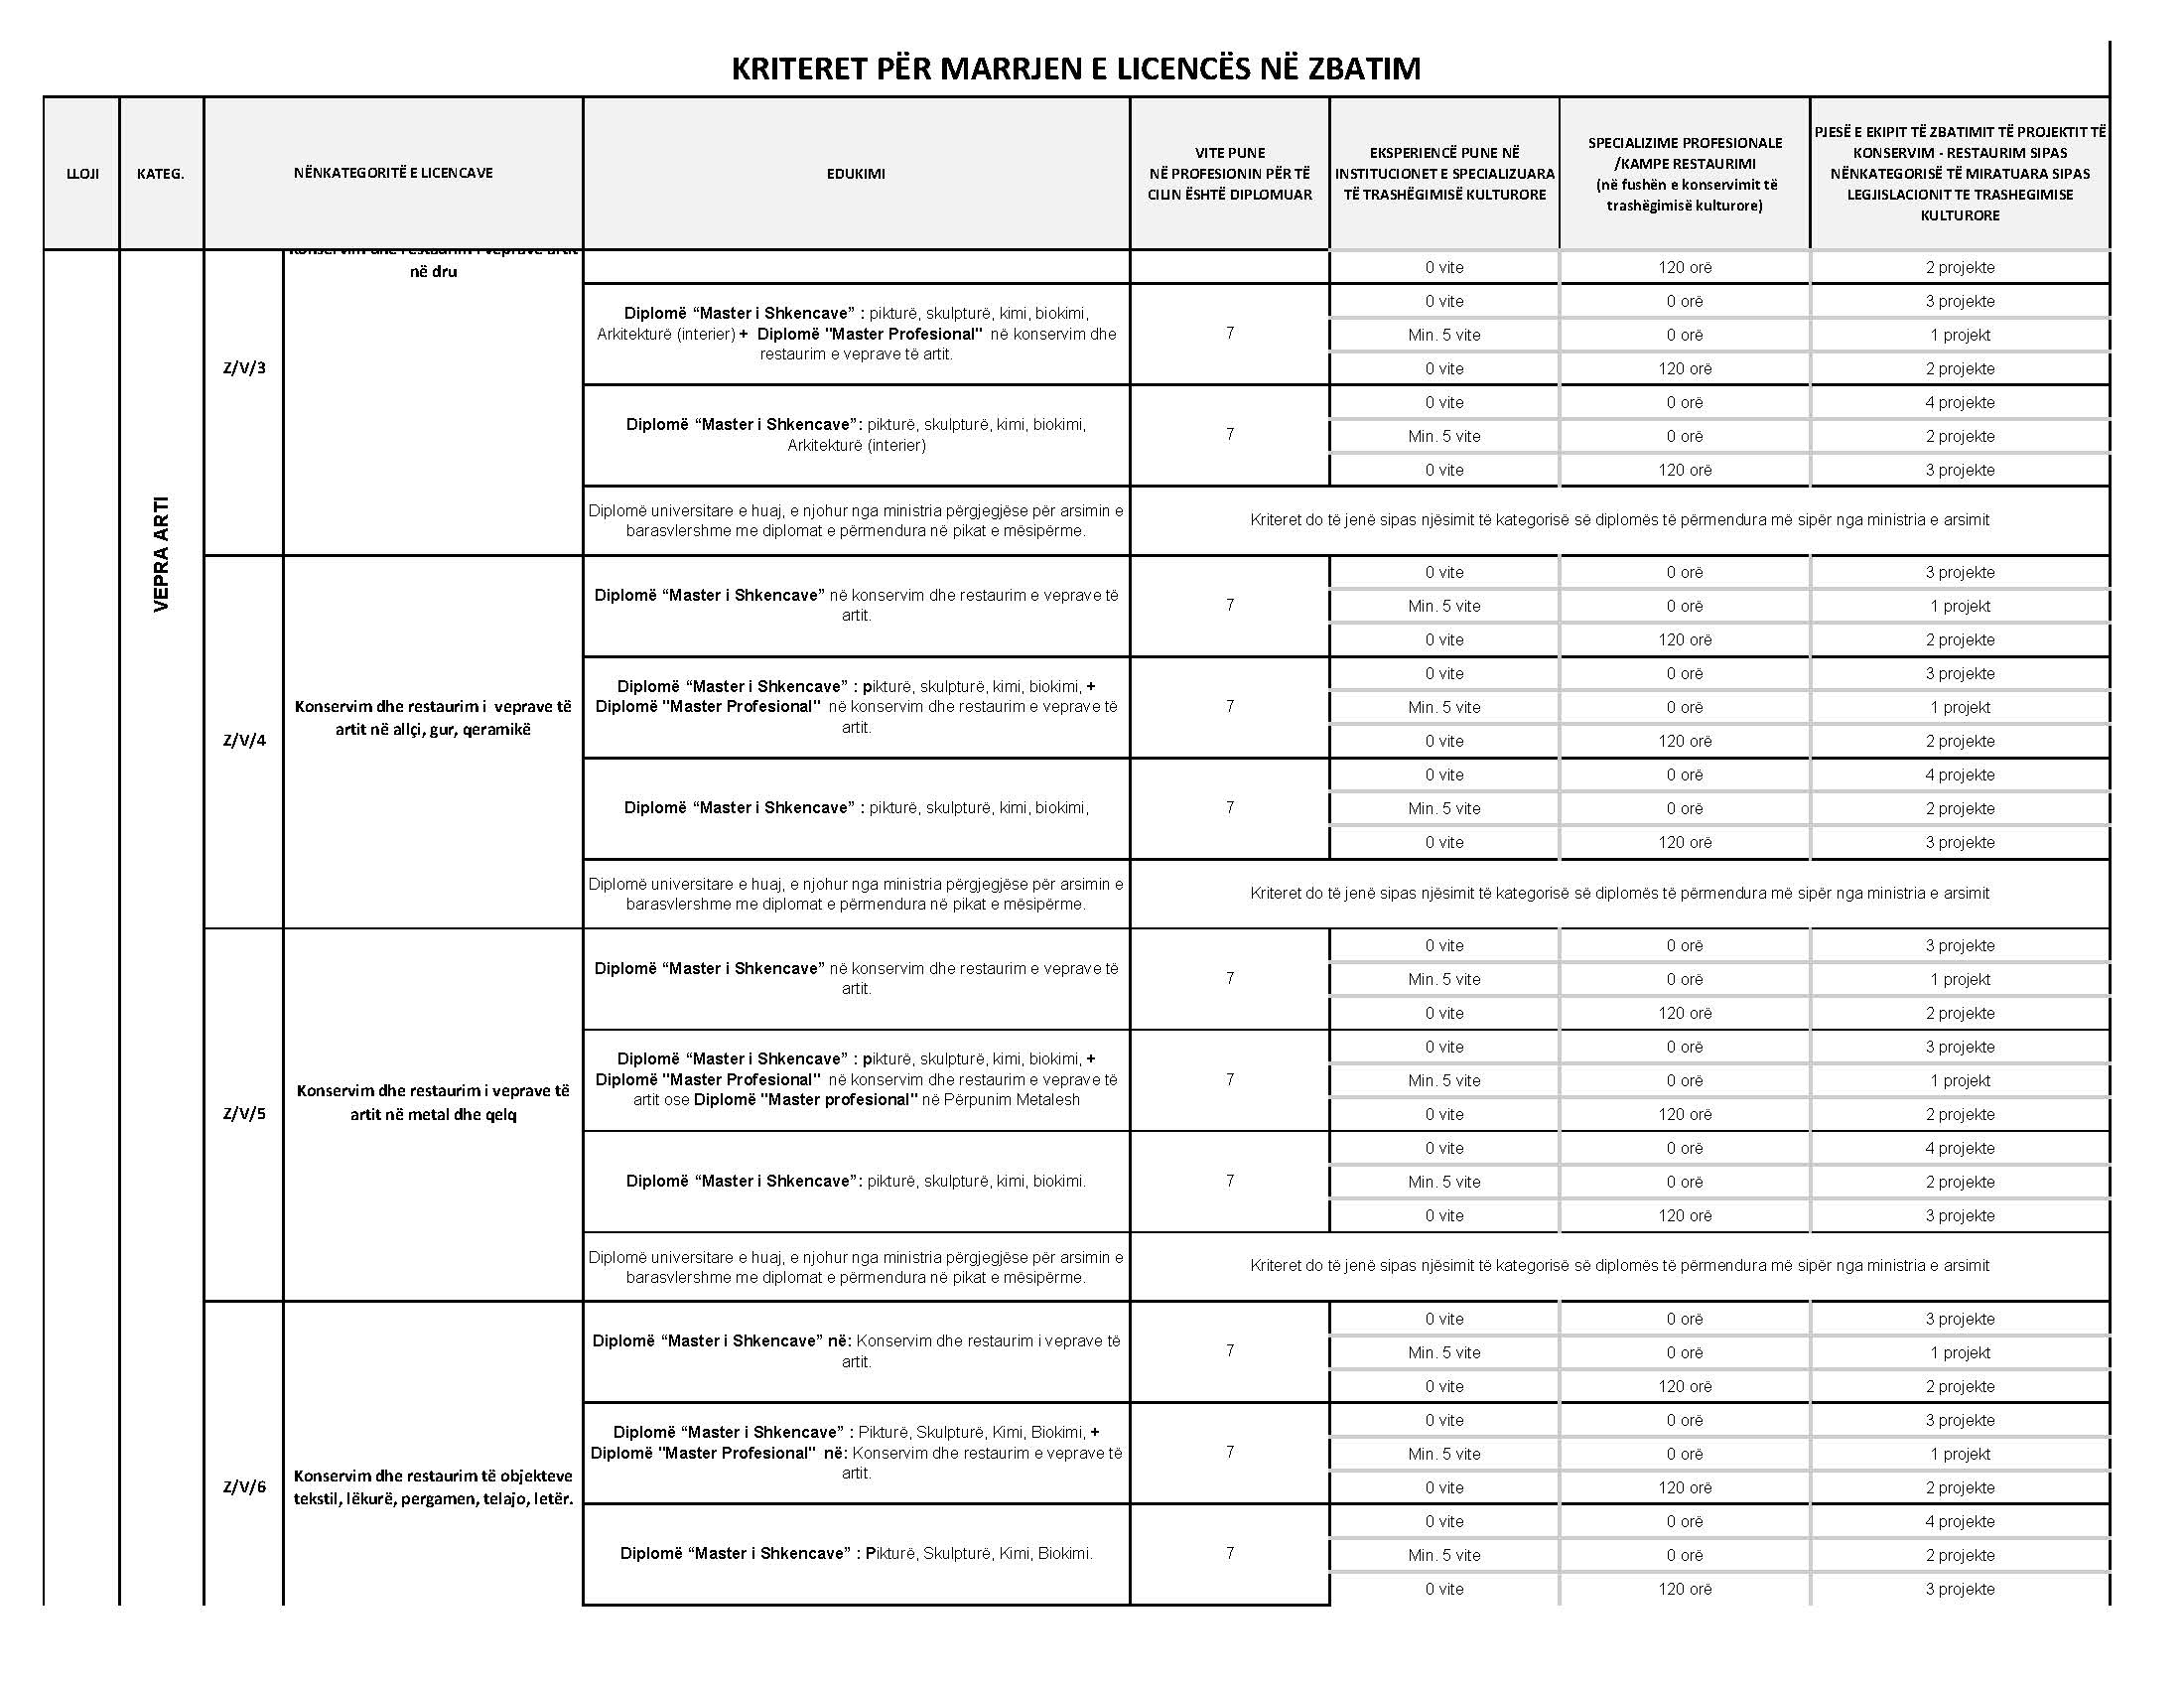 KRITERET PËR MARRJEN E LICENCËS NË ZBATIM
LLOJI
KATEG.
NËNKATEGORITË E LICENCAVE
EDUKIMI
VITE PUNE
NË PROFESIONIN PËR TË
CILIN ËSHTË DIPLOMUAR
EKSPERIENCË PUNE NË
INSTITUCIONET E SPECIALIZUARA
TË TRASHËGIMISË KULTURORE
SPECIALIZIME PROFESIONALE
/KAMPE RESTAURIMI
(në fushën e konservimit të
trashëgimisë kulturore)
PJESË E EKIPIT TË ZBATIMIT TË PROJEKTIT TË
KONSERVIM - RESTAURIM SIPAS
NËNKATEGORISË TË MIRATUARA SIPAS
LEGJISLACIONIT TE TRASHEGIMISE
KULTURORE
VEPRA ARTI
Z/V/3
Konservim dhe restaurim i veprave artit
në dru
0 vite 120 orë 2 projekte
Diplomë “Master i Shkencave” : pikturë, skulpturë, kimi, biokimi,
Arkitekturë (interier) + Diplomë "Master Profesional" në konservim dhe
restaurim e veprave të artit.
7
0 vite 0 orë 3 projekte
Min. 5 vite 0 orë 1 projekt
0 vite 120 orë 2 projekte
Diplomë “Master i Shkencave”: pikturë, skulpturë, kimi, biokimi,
Arkitekturë (interier)
7
0 vite 0 orë 4 projekte
Min. 5 vite 0 orë 2 projekte
0 vite 120 orë 3 projekte
Diplomë universitare e huaj, e njohur nga ministria përgjegjëse për arsimin e
barasvlershme me diplomat e përmendura në pikat e mësipërme.
Kriteret do të jenë sipas njësimit të kategorisë së diplomës të përmendura më sipër nga ministria e arsimit
Z/V/4
Konservim dhe restaurim i veprave të
artit në allçi, gur, qeramikë
Diplomë “Master i Shkencave” në konservim dhe restaurim e veprave të
artit.
7
0 vite 0 orë 3 projekte
Min. 5 vite 0 orë 1 projekt
0 vite 120 orë 2 projekte
Diplomë “Master i Shkencave” : pikturë, skulpturë, kimi, biokimi, +
Diplomë "Master Profesional" në konservim dhe restaurim e veprave të
artit.
7
0 vite 0 orë 3 projekte
Min. 5 vite 0 orë 1 projekt
0 vite 120 orë 2 projekte
Diplomë “Master i Shkencave” : pikturë, skulpturë, kimi, biokimi,
7
0 vite 0 orë 4 projekte
Min. 5 vite 0 orë 2 projekte
0 vite 120 orë 3 projekte
Diplomë universitare e huaj, e njohur nga ministria përgjegjëse për arsimin e
barasvlershme me diplomat e përmendura në pikat e mësipërme.
Kriteret do të jenë sipas njësimit të kategorisë së diplomës të përmendura më sipër nga ministria e arsimit
Z/V/5
Konservim dhe restaurim i veprave të
artit në metal dhe qelq
Diplomë “Master i Shkencave” në konservim dhe restaurim e veprave të
artit.
7
0 vite 0 orë 3 projekte
Min. 5 vite 0 orë 1 projekt
0 vite 120 orë 2 projekte
Diplomë “Master i Shkencave” : pikturë, skulpturë, kimi, biokimi, +
Diplomë "Master Profesional" në konservim dhe restaurim e veprave të
artit ose Diplomë "Master profesional" në Përpunim Metalesh
7
0 vite 0 orë 3 projekte
Min. 5 vite 0 orë 1 projekt
0 vite 120 orë 2 projekte
Diplomë “Master i Shkencave”: pikturë, skulpturë, kimi, biokimi.
7
0 vite 0 orë 4 projekte
Min. 5 vite 0 orë 2 projekte
0 vite 120 orë 3 projekte
Diplomë universitare e huaj, e njohur nga ministria përgjegjëse për arsimin e
barasvlershme me diplomat e përmendura në pikat e mësipërme.
Kriteret do të jenë sipas njësimit të kategorisë së diplomës të përmendura më sipër nga ministria e arsimit
Z/V/6
Konservim dhe restaurim të objekteve
tekstil, lëkurë, pergamen, telajo, letër.
Diplomë “Master i Shkencave” në: Konservim dhe restaurim i veprave të
artit.
7
0 vite 0 orë 3 projekte
Min. 5 vite 0 orë 1 projekt
0 vite 120 orë 2 projekte
Diplomë “Master i Shkencave” : Pikturë, Skulpturë, Kimi, Biokimi, +
Diplomë "Master Profesional" në: Konservim dhe restaurim e veprave të
artit.
7
0 vite 0 orë 3 projekte
Min. 5 vite 0 orë 1 projekt
0 vite 120 orë 2 projekte
Diplomë “Master i Shkencave” : Pikturë, Skulpturë, Kimi, Biokimi.
7
0 vite 0 orë 4 projekte
Min. 5 vite 0 orë 2 projekte
0 vite 120 orë 3 projekte